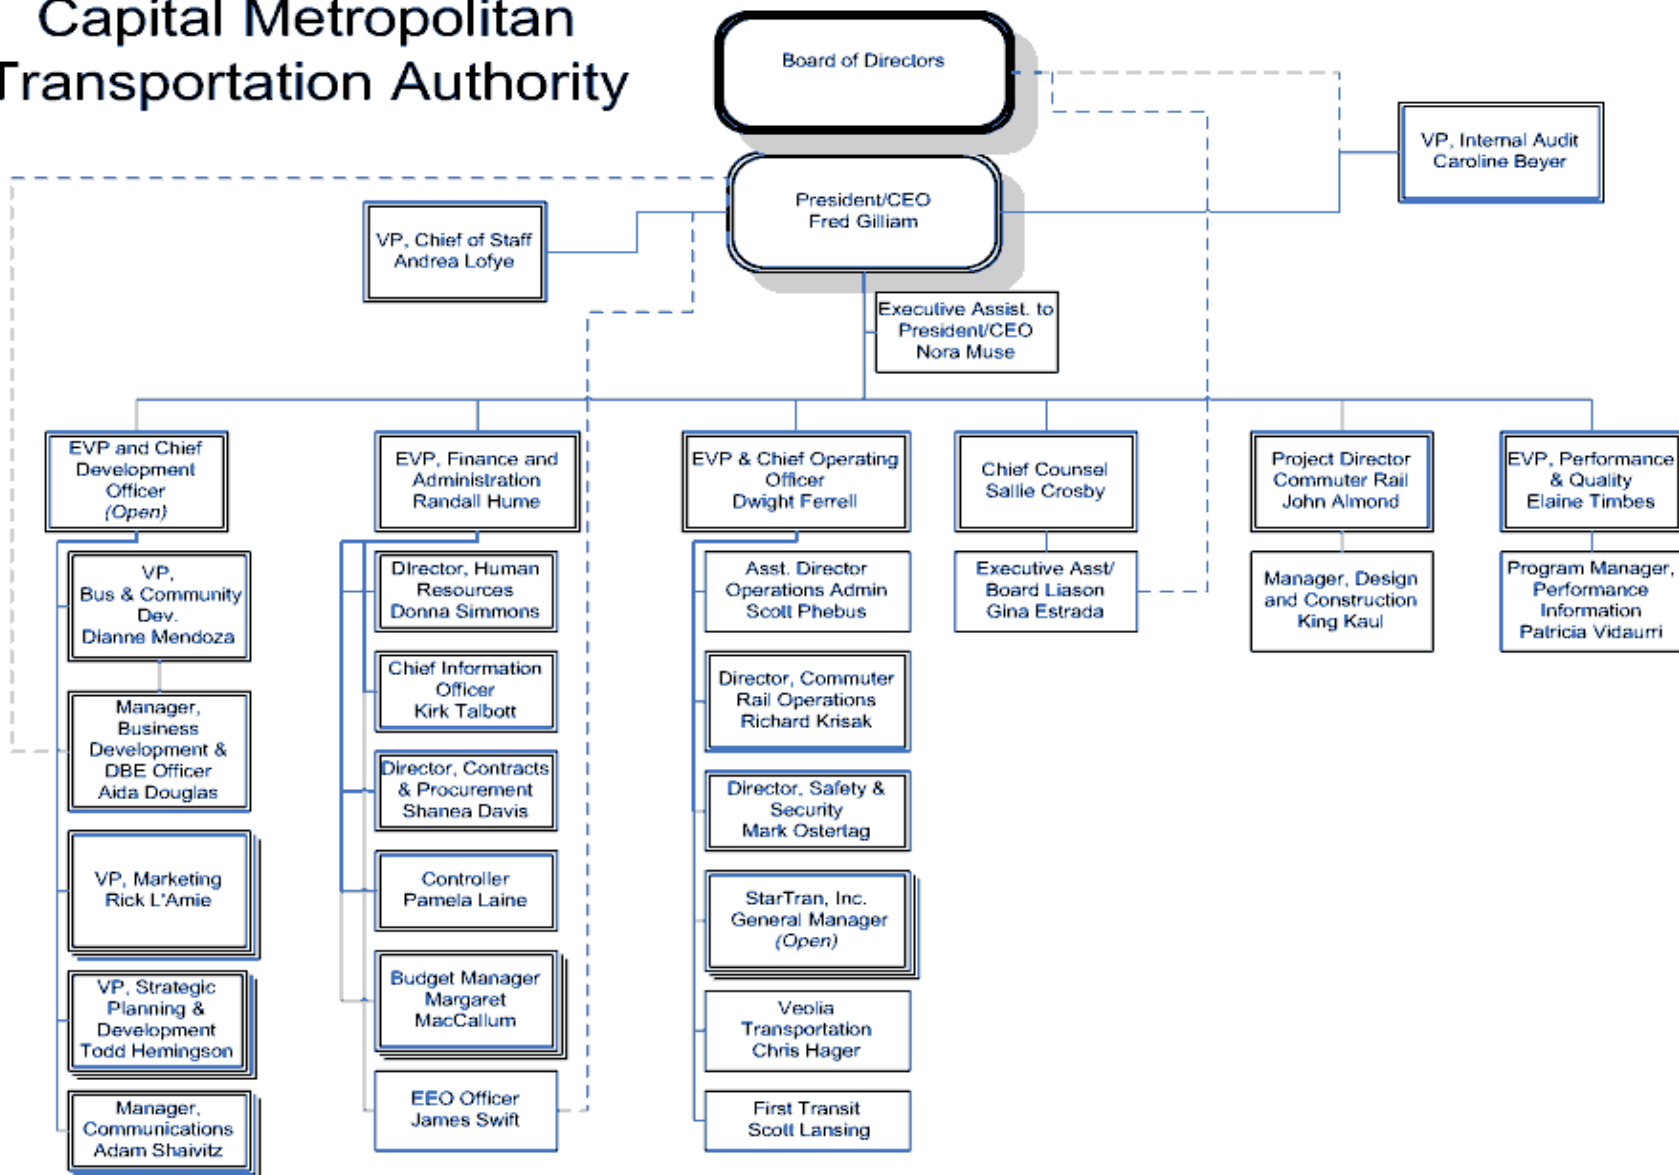 Capital Metropolitan
Transportation Authority
Board of Directors
VP, Internal Audit
Caroline Beyer
President/CEO
Fred Gilliam
VP, Chief of Staff
Andrea Lofye
Executive Assist. to
President/CEO
Nora Muse
EVP and Chief
Development
Officer
(Open)
EVP, Finance and
Administration
Randall Hume
EVP & Chief Operating
Officer
Dwight Ferrell
Chief Counsel
Sallie Crosby
Project Director
Commuter Rail
John Almond
EVP, Performance
& Quality
Elaine Timbes
VP,
Bus & Community
Dev.
Dianne Mendoza
Manager,
Business
Development &
DBE Officer
Aida Douglas
VP, Marketing
Rick L'Amie
VP, Strategic
Planning &
Development
Todd Hemingson
Manager,
Communications
Adam Shaivitz
DIrector, Human
Resources
Donna Simmons
Chief Information
Officer
Kirk Talbott
Director, Contracts
& Procurement
Shanea Davis
Controller
Pamela Laine
Budget Manager
Margaret
MacCallum
EEO Officer
James Swift
Asst. Director
Operations Admin
Scott Phebus
Director, Commuter
Rail Operations
Richard Krisak
Director, Safety &
Security
Mark Ostertag
StarTran, Inc.
General Manager
(Open)
Veolia
Transportation
Chris Hager
First Transit
Scott Lansing
Executive Asst/
Board Liason
Gina Estrada
Manager, Design
and Construction
King Kaul
Program Manager,
Performance
Information
Patricia Vidaurri